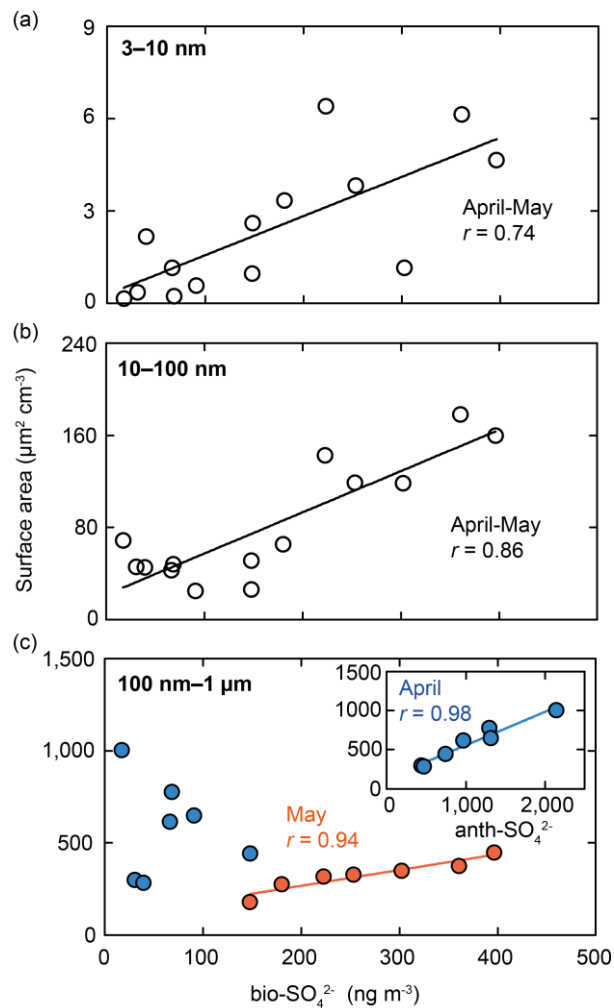 (a)
9
3–10 nm
6
3
April-May
r = 0.74
0
(b)
240
10–100 nm
160
80
April-May
r = 0.86
0
Surface area (µm² cm⁻³)
(c)
1,500
100 nm–1 µm
1500
April
r = 0.98
1000
500
0
0 1,000 2,000
anth-SO₄²⁻
1,000
May
r = 0.94
500
0
0 100 200 300 400 500
bio-SO₄²⁻ (ng m⁻³)